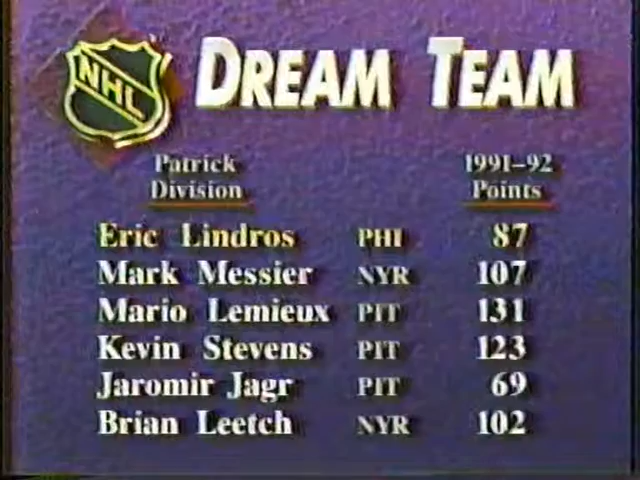 NHL DREAM TEAM
Patrick Division 1991–92 Points
Eric Lindros PHI 87
Mark Messier NYR 107
Mario Lemieux PIT 131
Kevin Stevens PIT 123
Jaromir Jagr PIT 69
Brian Leetch NYR 102